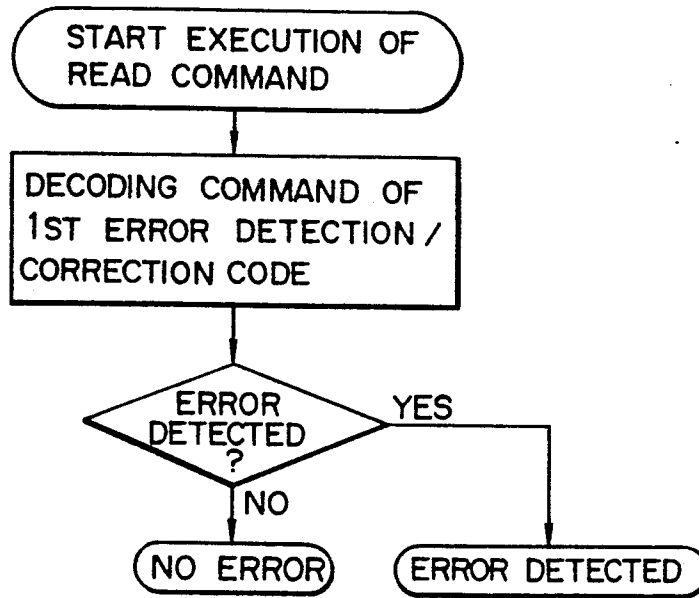 START EXECUTION OF
READ COMMAND
DECODING COMMAND OF
1ST ERROR DETECTION /
CORRECTION CODE
ERROR
DETECTED
?
YES
NO
NO ERROR
ERROR DETECTED